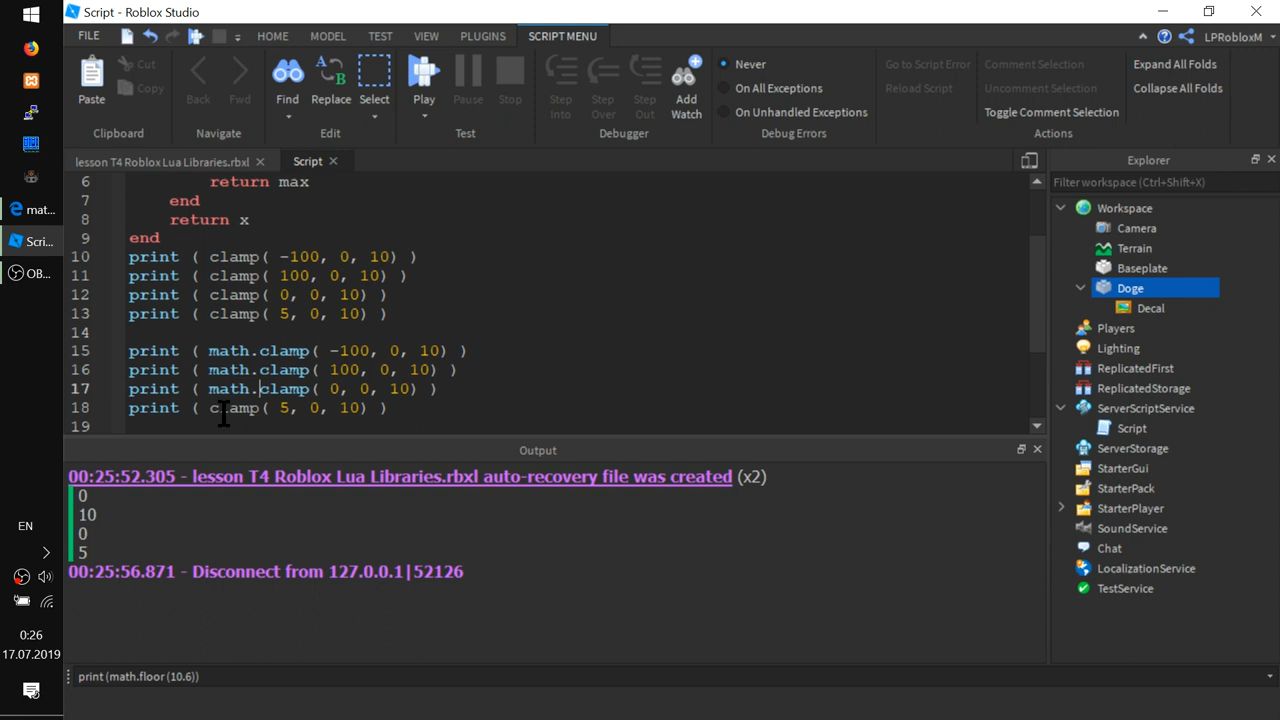 Script - Roblox Studio
FILE HOME MODEL TEST VIEW PLUGINS SCRIPT MENU LPRobloxM
Paste Cut Copy Back Fwd Find Replace Select Play Pause Stop Step Into Step Over Step Out Add Watch
Never
On All Exceptions
On Unhandled Exceptions
Go to Script Error
Reload Script
Comment Selection
Uncomment Selection
Toggle Comment Selection
Expand All Folds
Collapse All Folds
Clipboard Navigate Edit Test Debugger Debug Errors Actions
lesson T4 Roblox Lua Libraries.rbxl Script
6 return max
7 end
8 return x
9 end
10 print ( clamp( -100, 0, 10) )
11 print ( clamp( 100, 0, 10) )
12 print ( clamp( 0, 0, 10) )
13 print ( clamp( 5, 0, 10) )
14
15 print ( math.clamp( -100, 0, 10) )
16 print ( math.clamp( 100, 0, 10) )
17 print ( math.clamp( 0, 0, 10) )
18 print ( clamp( 5, 0, 10) )
19
Output
00:25:52.305 - lesson T4 Roblox Lua Libraries.rbxl auto-recovery file was created (x2)
0
10
0
5
00:25:56.871 - Disconnect from 127.0.0.1|52126
print (math.floor (10.6))
Explorer
Filter workspace (Ctrl+Shift+X)
Workspace
Camera
Terrain
Baseplate
Doge
Decal
Players
Lighting
ReplicatedFirst
ReplicatedStorage
ServerScriptService
Script
ServerStorage
StarterGui
StarterPack
StarterPlayer
SoundService
Chat
LocalizationService
TestService
mat...
Scri...
OB...
EN
0:26
17.07.2019